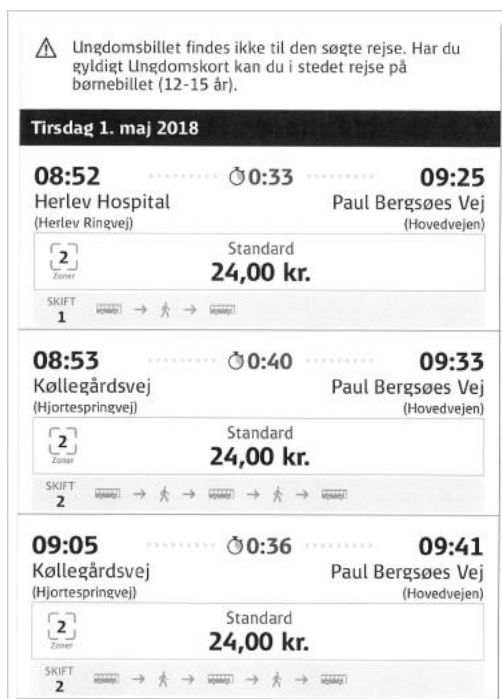 Ungdomsbillet findes ikke til den søgte rejse. Har du
gyldigt Ungdomskort kan du i stedet rejse på
børnebillet (12-15 år).
Tirsdag 1. maj 2018
08:52 0:33 09:25
Herlev Hospital Paul Bergsøes Vej
(Herlev Ringvej) (Hovedvejen)
2 Zoner
Standard
24,00 kr.
SKIFT
1
08:53 0:40 09:33
Køllegårdsvej Paul Bergsøes Vej
(Hjortespringvej) (Hovedvejen)
2 Zoner
Standard
24,00 kr.
SKIFT
2
09:05 0:36 09:41
Køllegårdsvej Paul Bergsøes Vej
(Hjortespringvej) (Hovedvejen)
2 Zoner
Standard
24,00 kr.
SKIFT
2